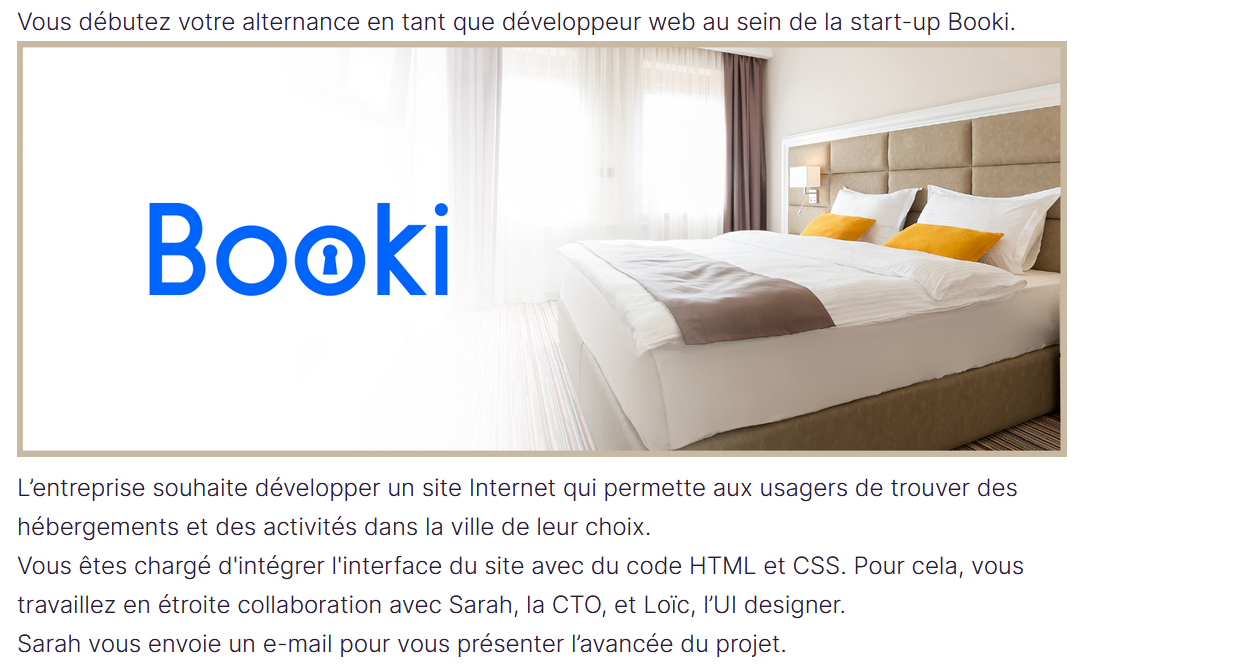 Vous débutez votre alternance en tant que développeur web au sein de la start-up Booki.
Booki
L’entreprise souhaite développer un site Internet qui permette aux usagers de trouver des
hébergements et des activités dans la ville de leur choix.
Vous êtes chargé d'intégrer l'interface du site avec du code HTML et CSS. Pour cela, vous
travaillez en étroite collaboration avec Sarah, la CTO, et Loïc, l’UI designer.
Sarah vous envoie un e-mail pour vous présenter l’avancée du projet.